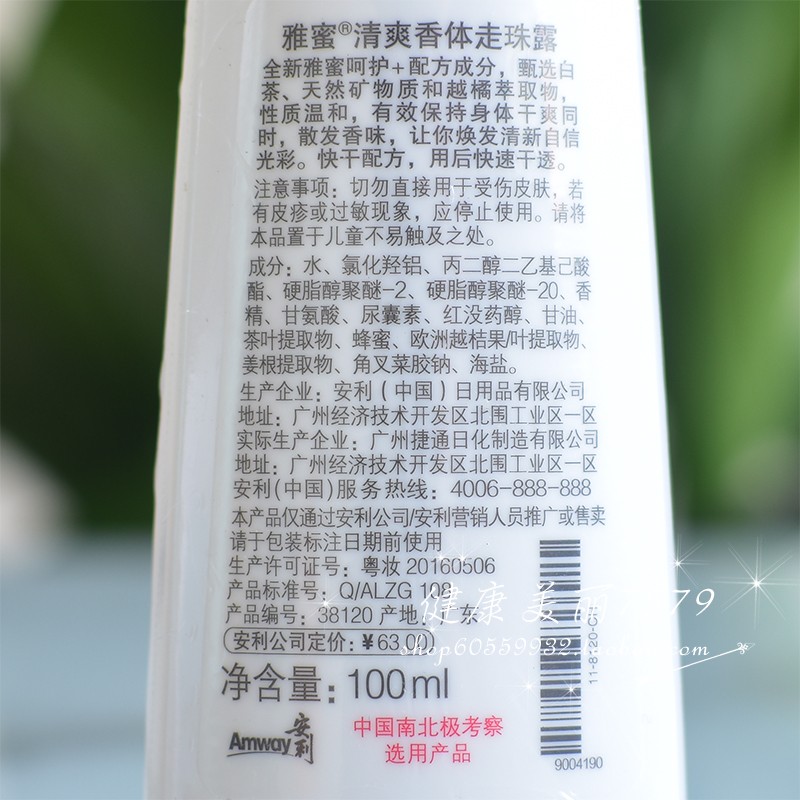 雅蜜®清爽香体走珠露
全新雅蜜呵护+配方成分，甄选白
茶、天然矿物质和越橘萃取物，
性质温和，有效保持身体干爽同
时，散发香味，让你焕发清新自信
光彩。快干配方，用后快速干透。
注意事项：切勿直接用于受伤皮肤，若
有皮疹或过敏现象，应停止使用。请将
本品置于儿童不易触及之处。
成分：水、氯化羟铝、丙二醇二乙基己酸
酯、硬脂醇聚醚-2、硬脂醇聚醚-20、香
精、甘氨酸、尿囊素、红没药醇、甘油、
茶叶提取物、蜂蜜、欧洲越桔果/叶提取物、
姜根提取物、角叉菜胶钠、海盐。
生产企业：安利（中国）日用品有限公司
地址：广州经济技术开发区北围工业区一区
实际生产企业：广州捷通日化制造有限公司
地址：广州经济技术开发区北围工业区一区
安利（中国）服务热线：4006-888-888
本产品仅通过安利公司/安利营销人员推广或售卖
请于包装标注日期前使用
生产许可证号：粤妆 20160506
产品标准号：Q/ALZG 108
产品编号：38120 产地：东
安利公司定价：¥63.0
净含量：100ml
Amway 安利
中国南北极考察
选用产品
9004190
健康美丽 79
shop60559932.taobao.com